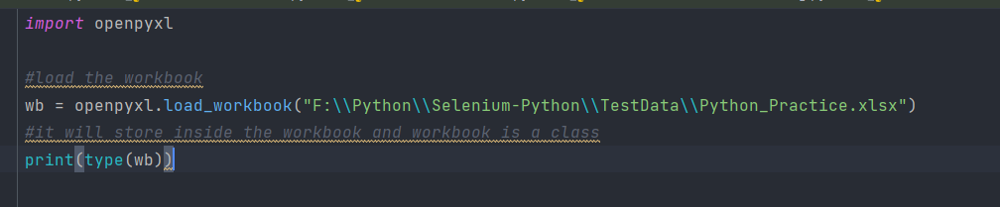 import openpyxl
#load the workbook
wb = openpyxl.load_workbook("F:\\Python\\Selenium-Python\\TestData\\Python_Practice.xlsx")
#it will store inside the workbook and workbook is a class
print(type(wb))